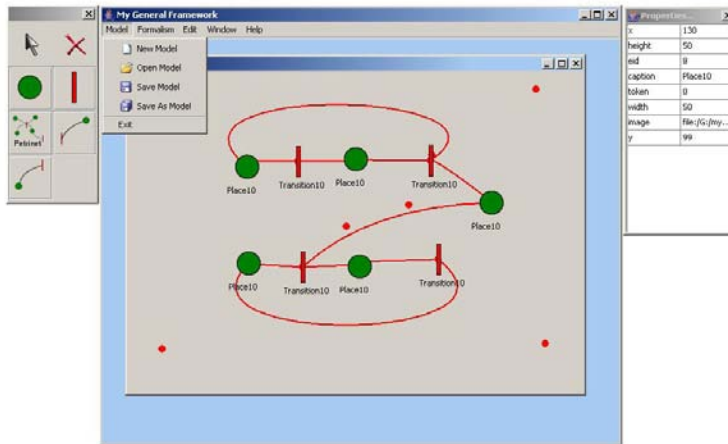 My General Framework
Model Formalism Edit Window Help
New Model
Open Model
Save Model
Save As Model
Exit
Petrinet
Place10
Transition10
Place10
Transition10
Place10
Place10
Transition10
Place10
Transition10
Properties...
x 130
height 50
eid 8
caption Place10
token 0
width 50
image file:/G:/my...
y 99